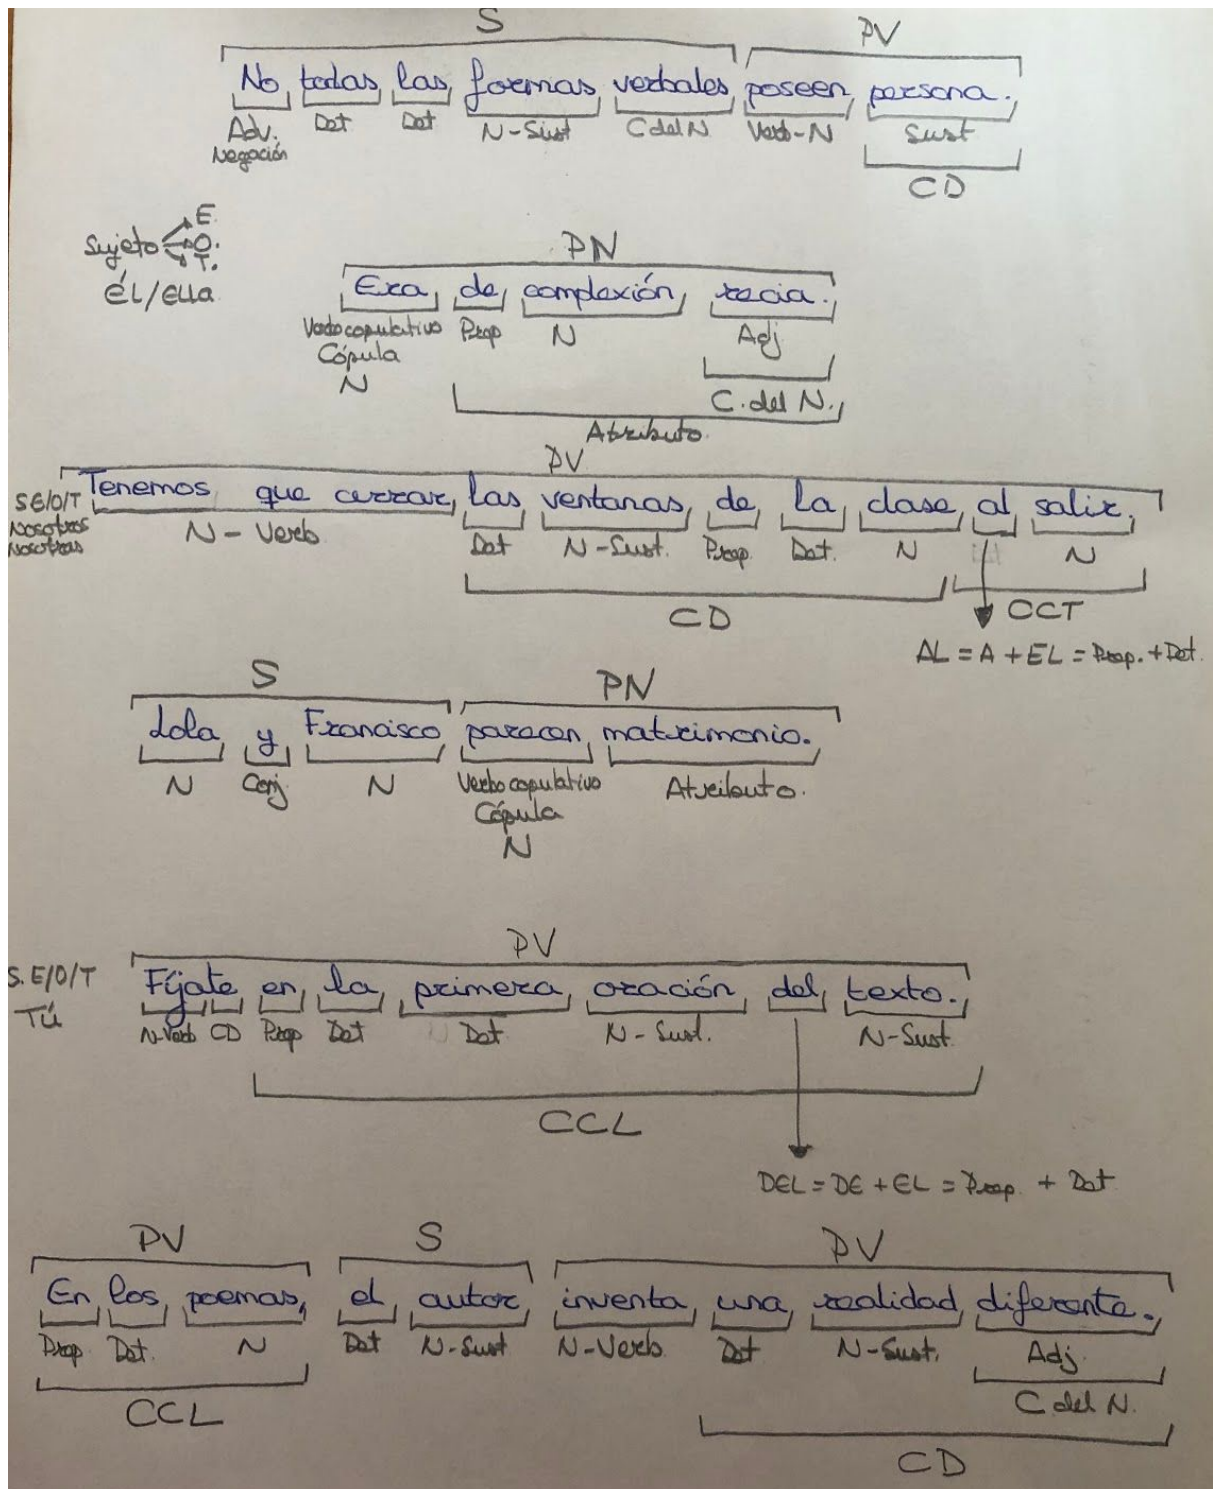 S PV
No todas las formas verbales poseen persona.
Adv. Det Det N-Sust C del N Verb-N Sust
Negación
CD
E.
Sujeto O.
T.
él/Ella
PN
Era de complexión recia.
Verbo copulativo Prep N Adj
Cópula
N
C. del N.
Atributo.
PV
S E/O/T Tenemos que cerrar las ventanas de la clase al salir.
Nosotros
Nosotras
N - Verb Det N-Sust. Prep. Det. N N
CD CCT
AL = A + EL = Prep. + Det.
S PN
Lola y Francisco parecen matrimonio.
N Conj N Verbo copulativo Atributo.
Cópula
N
PV
S. E/O/T Fíjate en la primera oración del texto.
Tú
N-Verb CD Prep Det Det N - Sust. N-Sust.
CCL
DEL = DE + EL = Prep. + Det
PV S PV
En los poemas, el autor inventa una realidad diferente.
Prep Det. N Det N-Sust N-Verb Det N-Sust. Adj.
CCL C del N.
CD